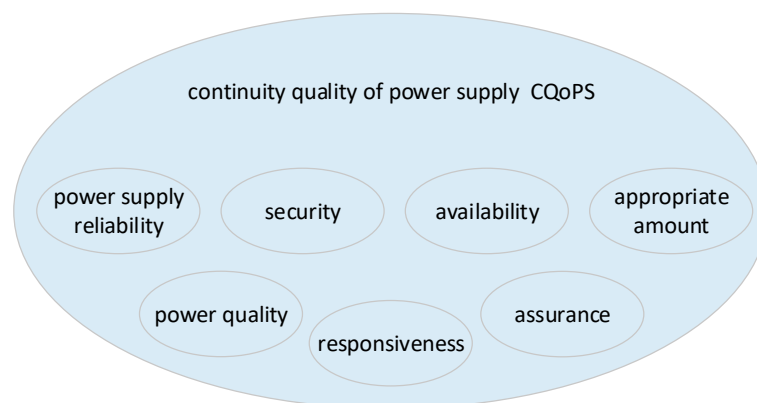 continuity quality of power supply  CQoPS
power supply
reliability
security
availability
appropriate
amount
power quality
responsiveness
assurance